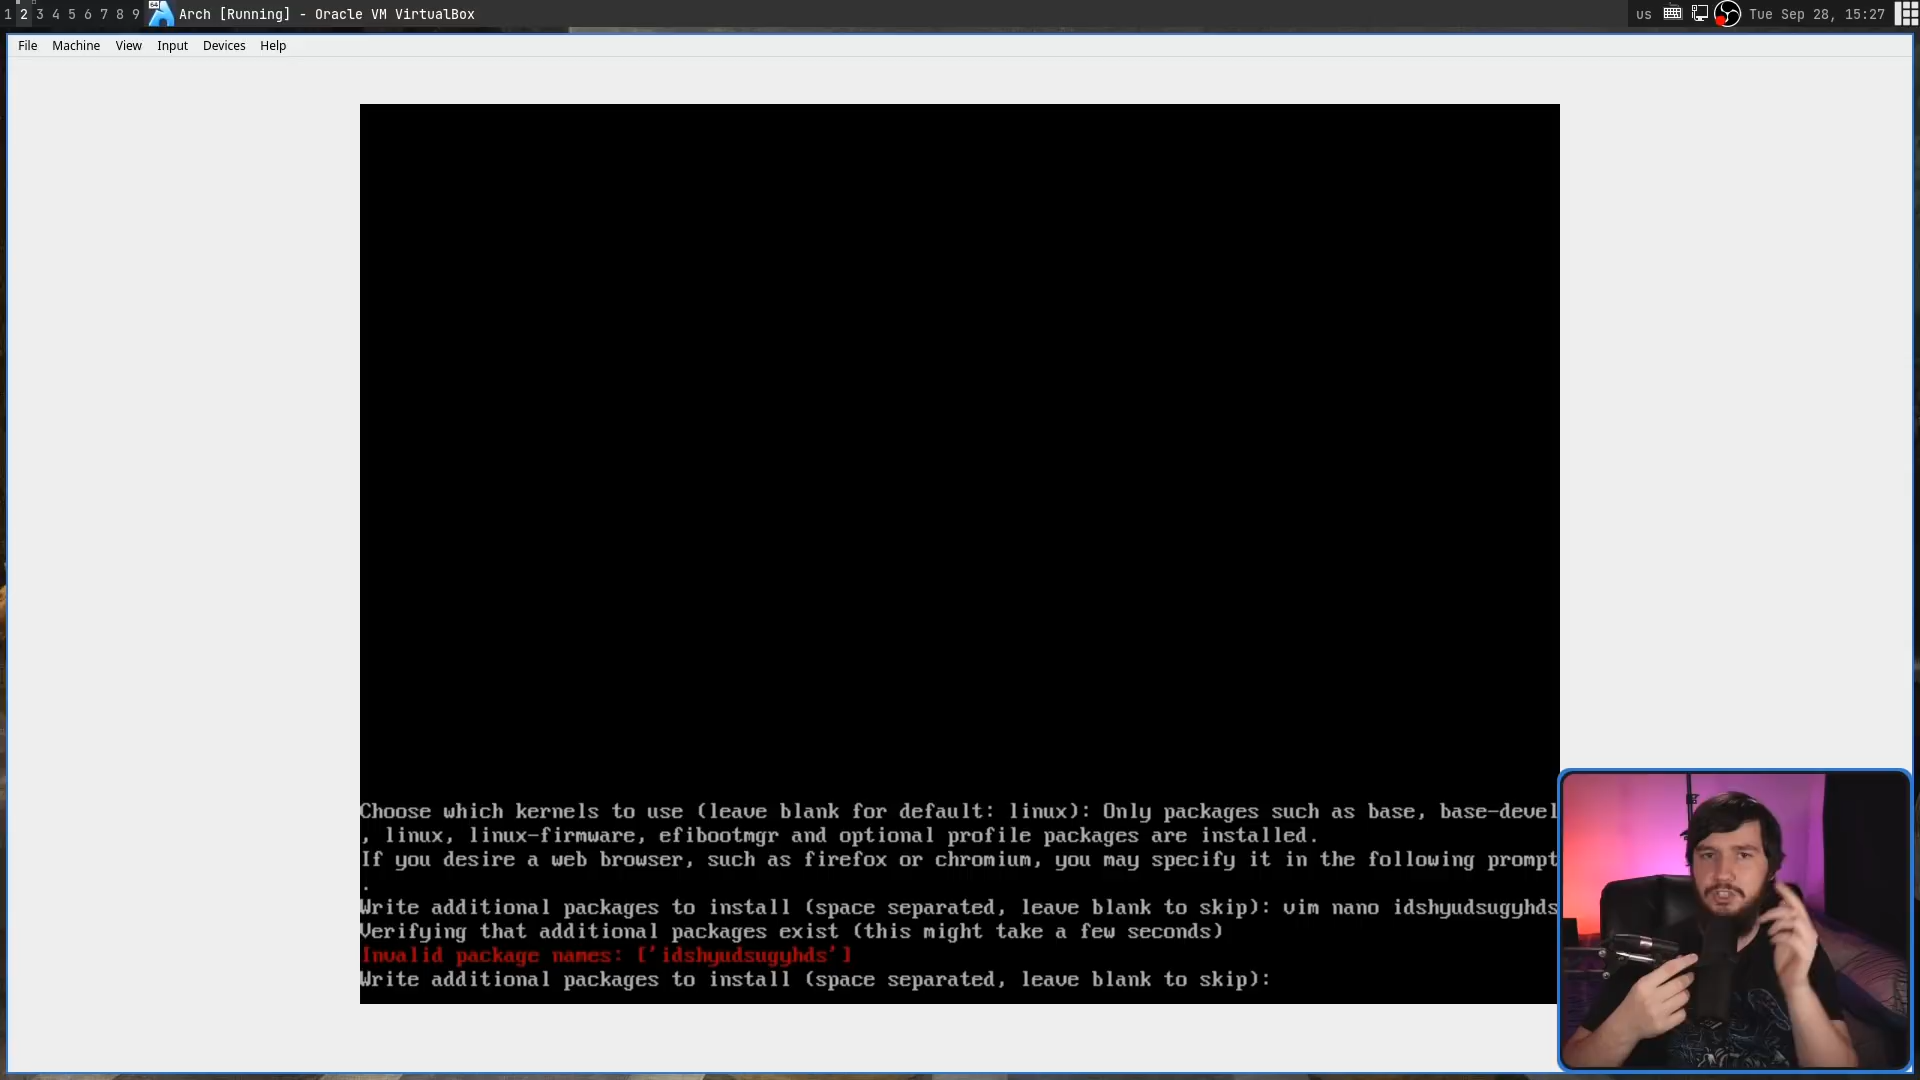 1 2 3 4 5 6 7 8 9 Arch [Running] - Oracle VM VirtualBox us Tue Sep 28, 15:27
File Machine View Input Devices Help
Choose which kernels to use (leave blank for default: linux): Only packages such as base, base-devel
, linux, linux-firmware, efibootmgr and optional profile packages are installed.
If you desire a web browser, such as firefox or chromium, you may specify it in the following prompt
.
Write additional packages to install (space separated, leave blank to skip): vim nano idshyudsugyhds
Verifying that additional packages exist (this might take a few seconds)
Invalid package names: ['idshyudsugyhds']
Write additional packages to install (space separated, leave blank to skip):